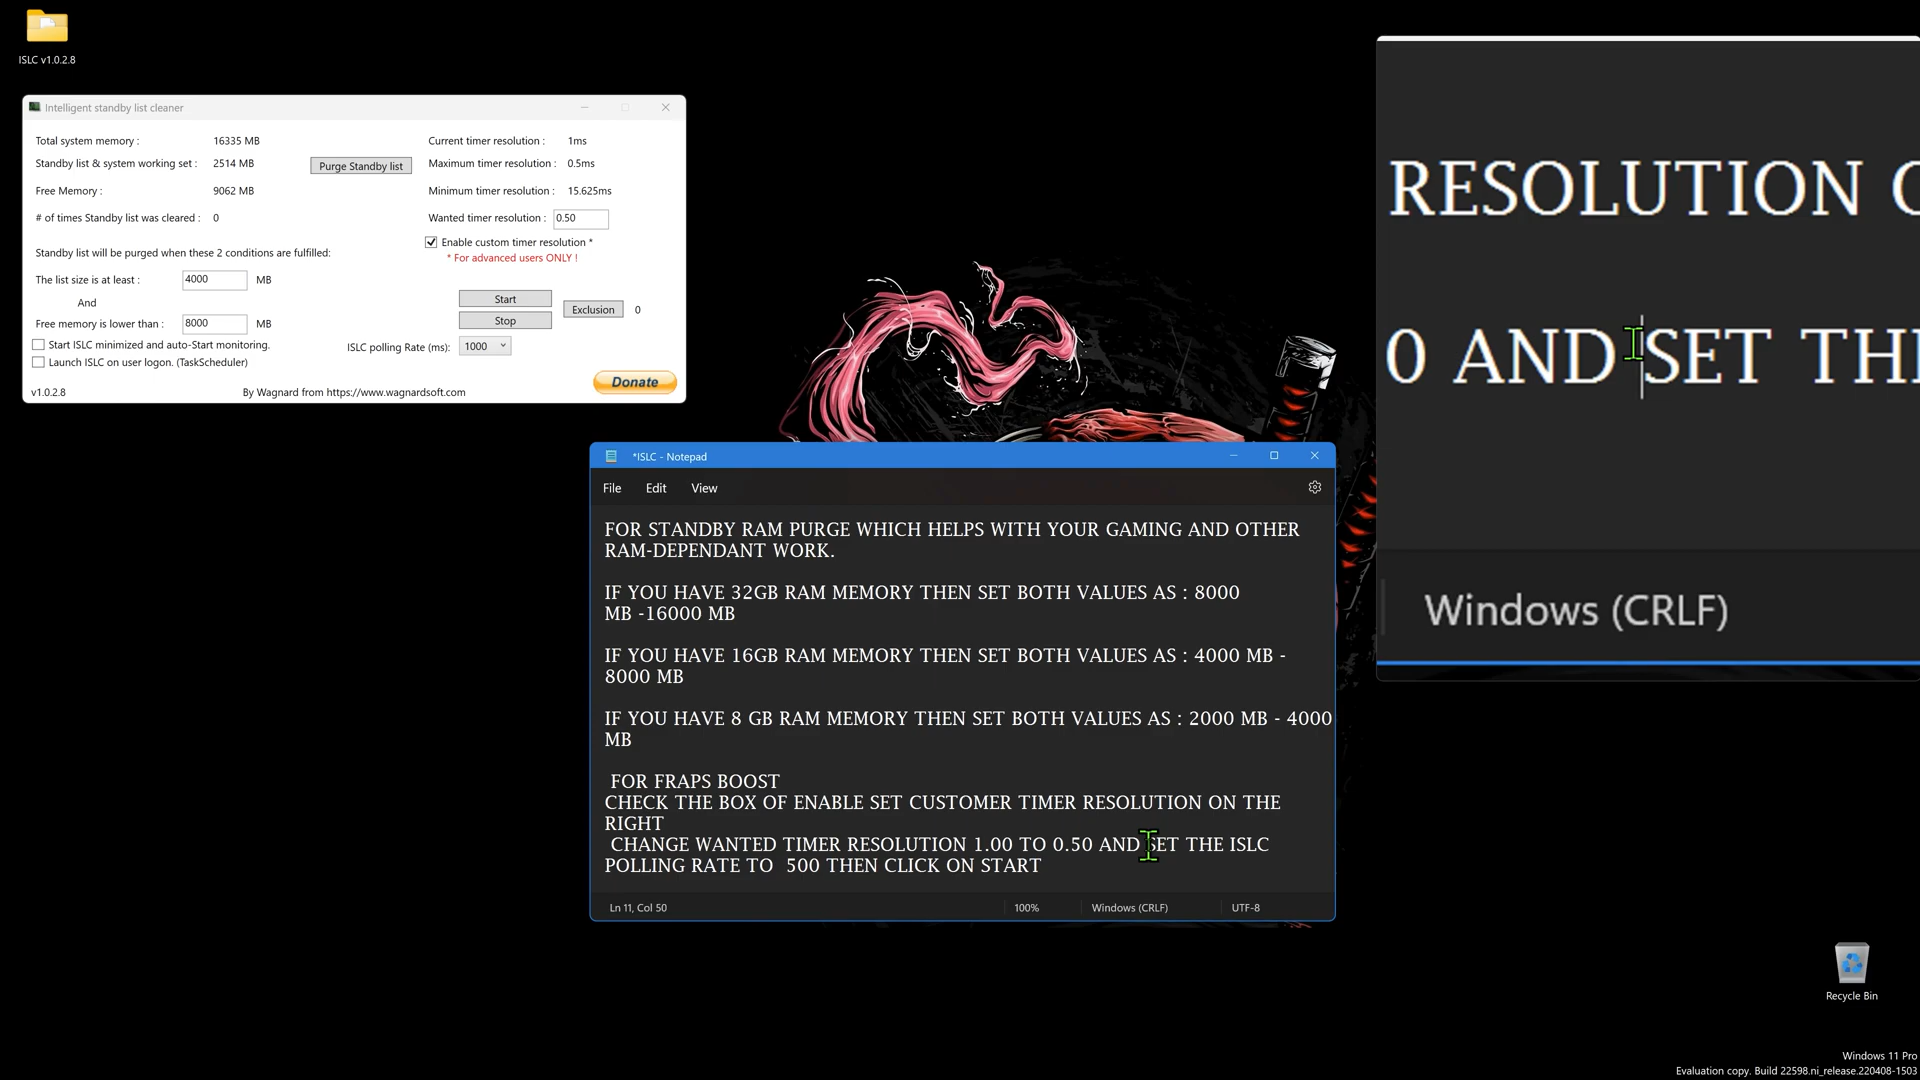 ISLC v1.0.2.8
Intelligent standby list cleaner
Total system memory : 16335 MB
Standby list & system working set : 2514 MB
Purge Standby list
Free Memory : 9062 MB
# of times Standby list was cleared : 0
Current timer resolution : 1ms
Maximum timer resolution : 0.5ms
Minimum timer resolution : 15.625ms
Wanted timer resolution : 0.50
Enable custom timer resolution *
* For advanced users ONLY !
Standby list will be purged when these 2 conditions are fulfilled:
The list size is at least : 4000 MB
And
Free memory is lower than : 8000 MB
Start
Stop
Exclusion 0
Start ISLC minimized and auto-Start monitoring.
Launch ISLC on user logon. (TaskScheduler)
ISLC polling Rate (ms): 1000
Donate
v1.0.2.8
By Wagnard from https://www.wagnardsoft.com
RESOLUTION
0 AND SET THE
Windows (CRLF)
*ISLC - Notepad
File Edit View
FOR STANDBY RAM PURGE WHICH HELPS WITH YOUR GAMING AND OTHER
RAM-DEPENDANT WORK.
IF YOU HAVE 32GB RAM MEMORY THEN SET BOTH VALUES AS : 8000
MB -16000 MB
IF YOU HAVE 16GB RAM MEMORY THEN SET BOTH VALUES AS : 4000 MB -
8000 MB
IF YOU HAVE 8 GB RAM MEMORY THEN SET BOTH VALUES AS : 2000 MB - 4000
MB
FOR FRAPS BOOST
CHECK THE BOX OF ENABLE SET CUSTOMER TIMER RESOLUTION ON THE
RIGHT
CHANGE WANTED TIMER RESOLUTION 1.00 TO 0.50 AND SET THE ISLC
POLLING RATE TO  500 THEN CLICK ON START
Ln 11, Col 50
100%
Windows (CRLF)
UTF-8
Recycle Bin
Windows 11 Pro
Evaluation copy. Build 22598.ni_release.220408-1503